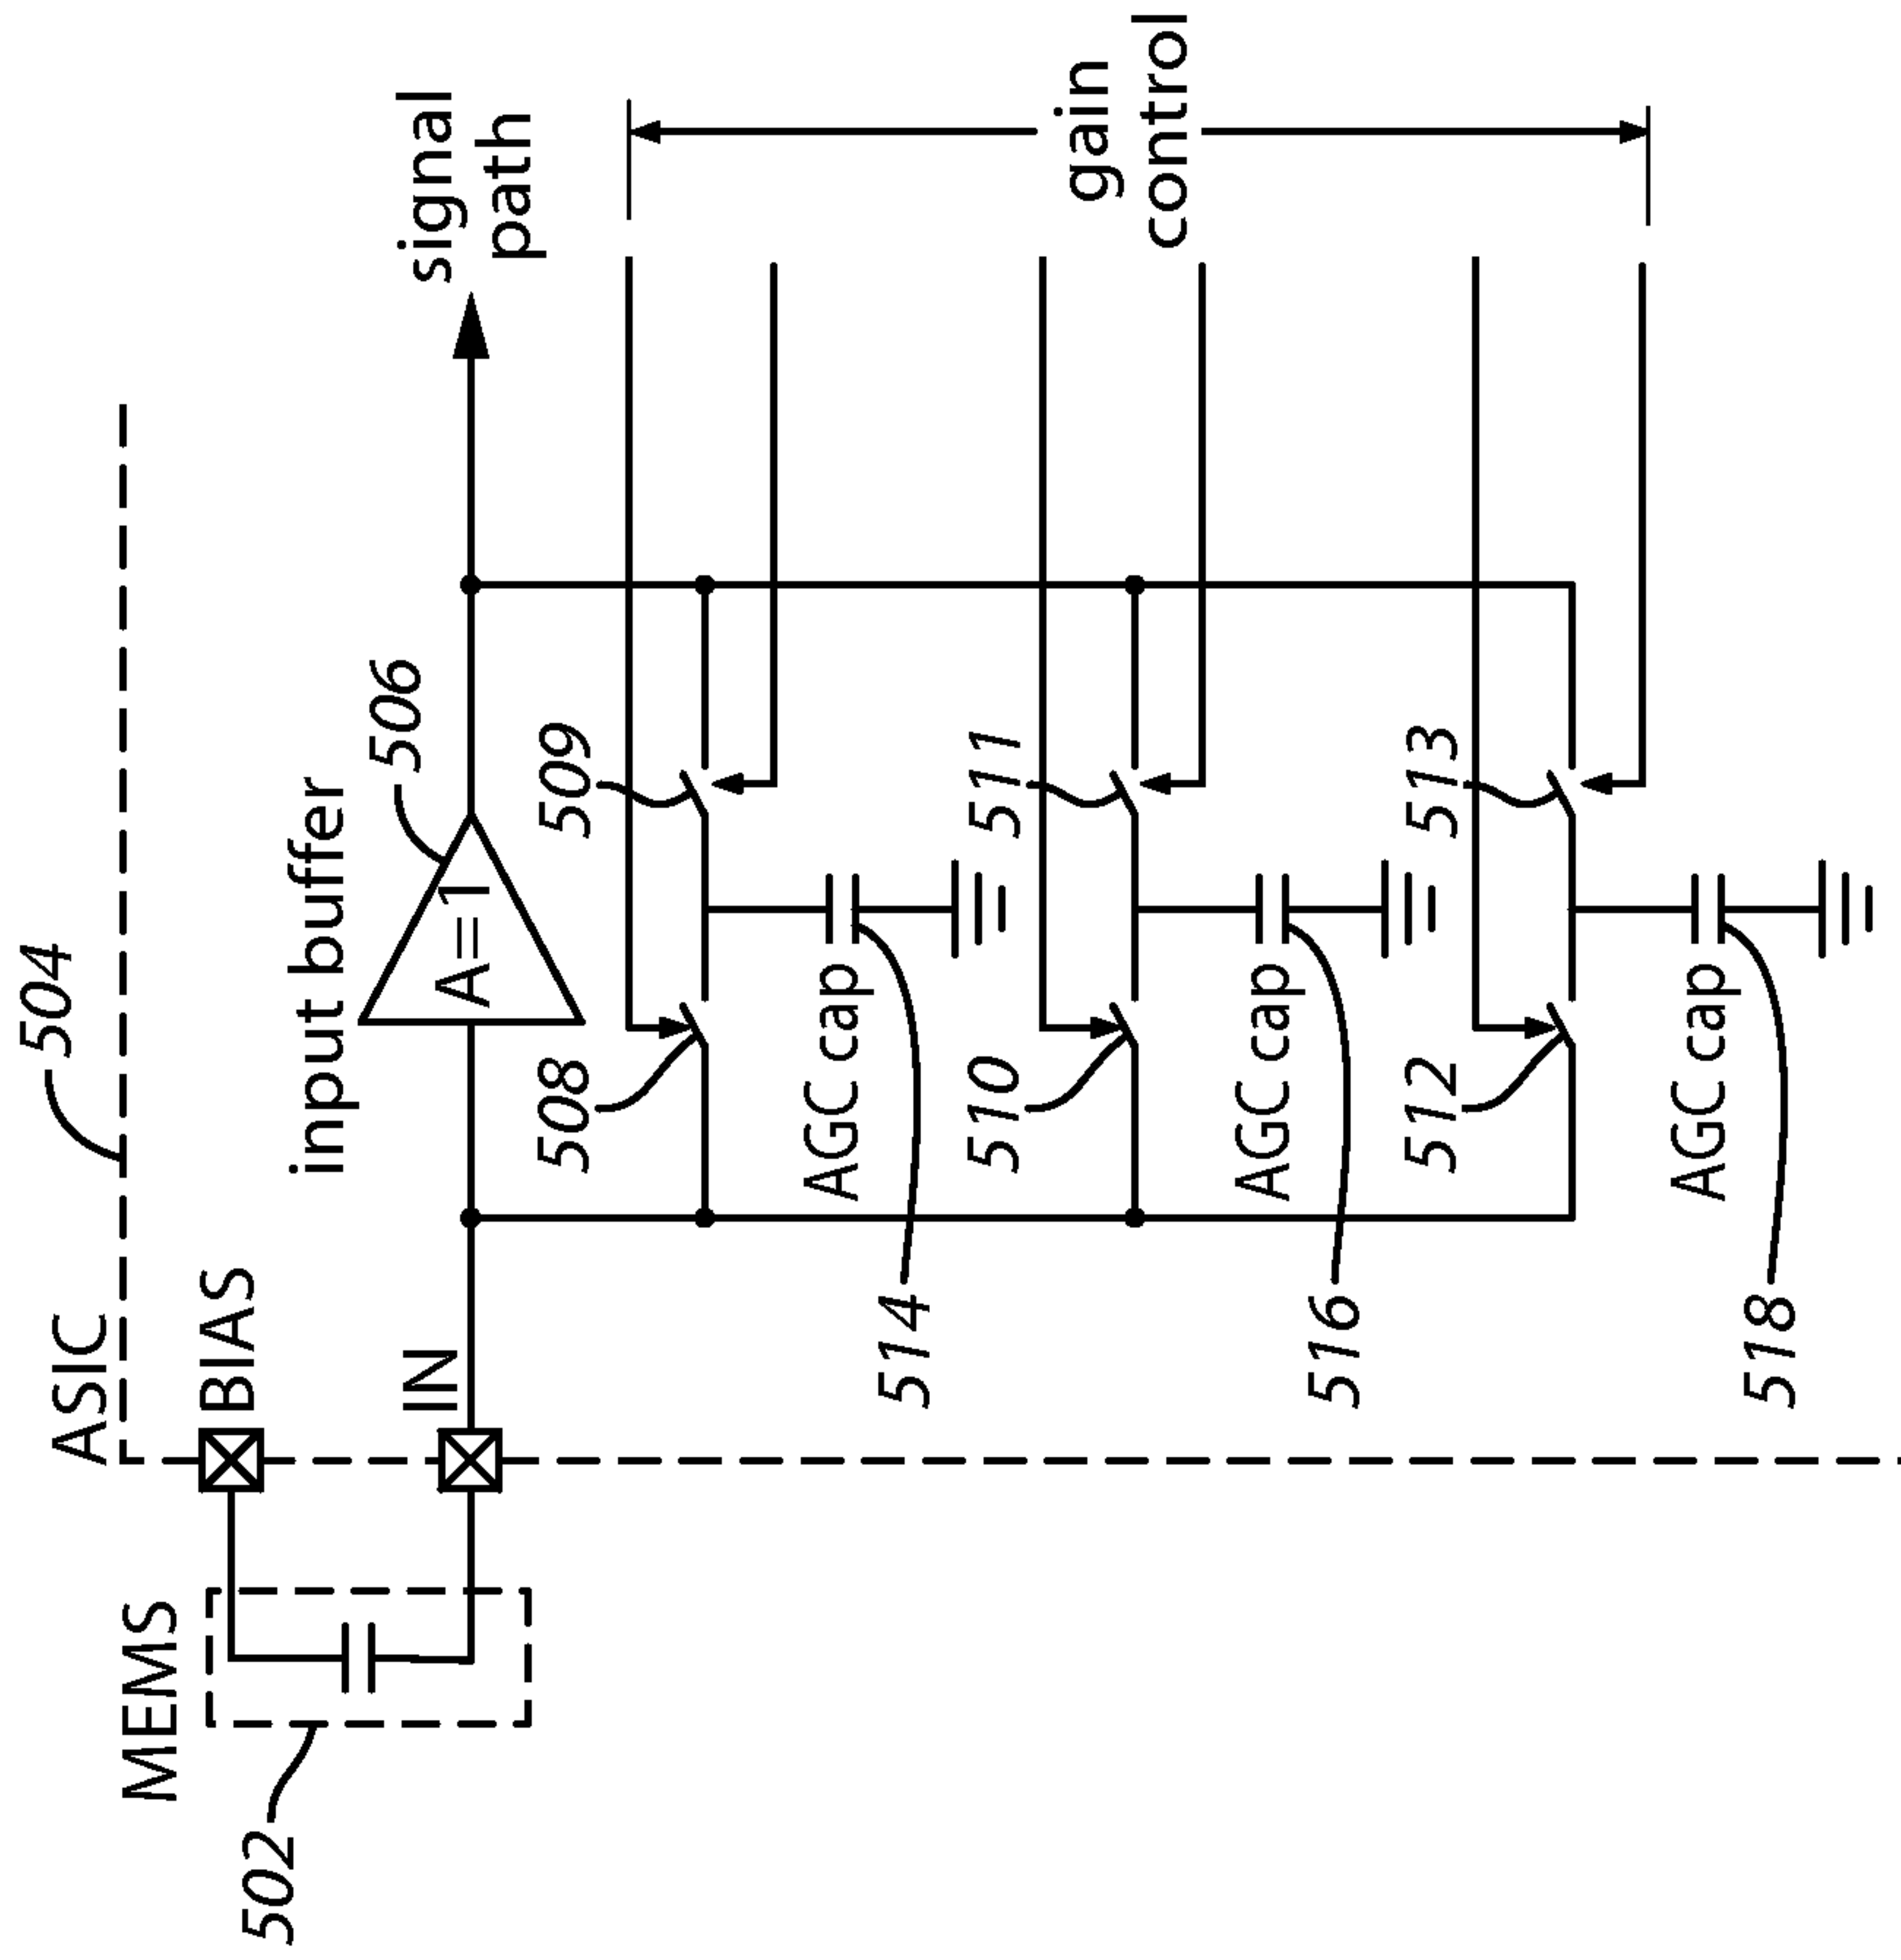 MEMS
502
ASIC
504
BIAS
IN
input buffer
506
A=1
signal
path
508
509
AGC cap
514
510
511
AGC cap
516
512
513
AGC cap
518
gain
control